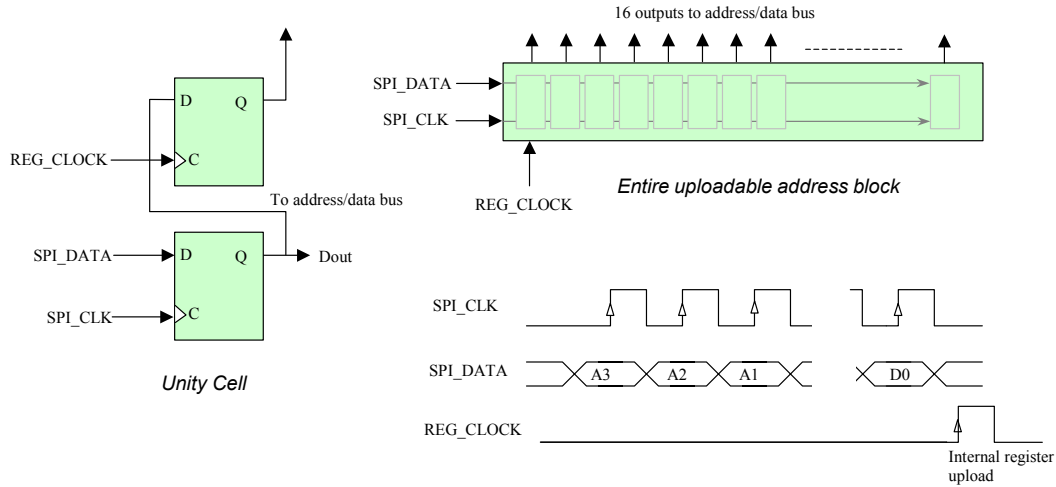 16 outputs to address/data bus
D Q
REG_CLOCK
C
To address/data bus
SPI_DATA
D Q
Dout
SPI_CLK
C
Unity Cell
SPI_DATA
SPI_CLK
REG_CLOCK
Entire uploadable address block
SPI_CLK
SPI_DATA
A3 A2 A1 D0
REG_CLOCK
Internal register
upload